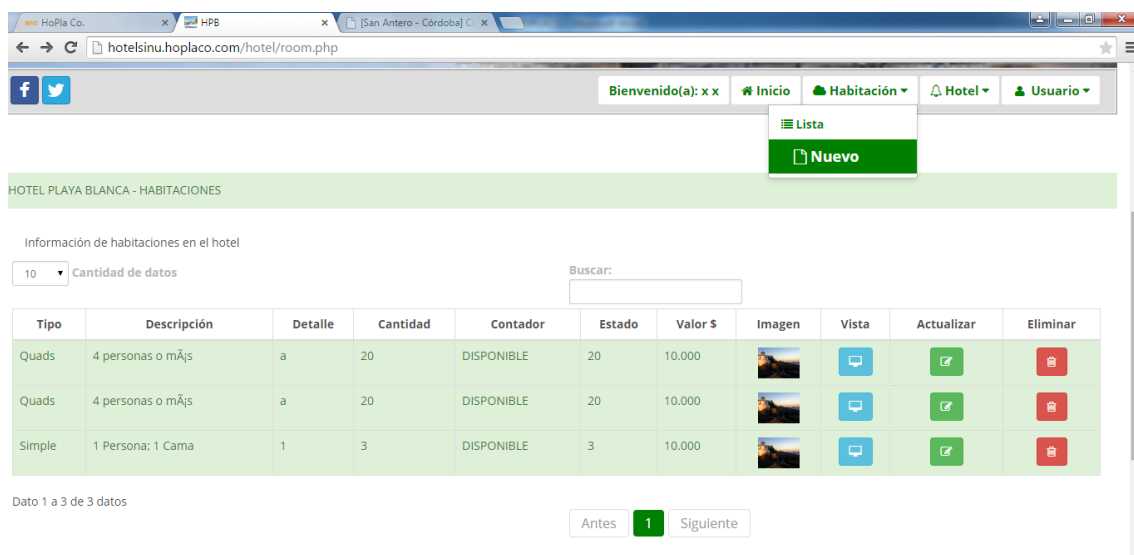 HoPla Co.
HPB
[San Antero - Córdoba] C
hotelsinu.hoplaco.com/hotel/room.php
Bienvenido(a): x x
Inicio
Habitación
Hotel
Usuario
Lista
Nuevo
HOTEL PLAYA BLANCA - HABITACIONES
Información de habitaciones en el hotel
10 Cantidad de datos
Buscar:
Tipo Descripción Detalle Cantidad Contador Estado Valor $ Imagen Vista Actualizar Eliminar
Quads 4 personas o mÃ¡s a 20 DISPONIBLE 20 10.000
Quads 4 personas o mÃ¡s a 20 DISPONIBLE 20 10.000
Simple 1 Persona; 1 Cama 1 3 DISPONIBLE 3 10.000
Dato 1 a 3 de 3 datos
Antes 1 Siguiente